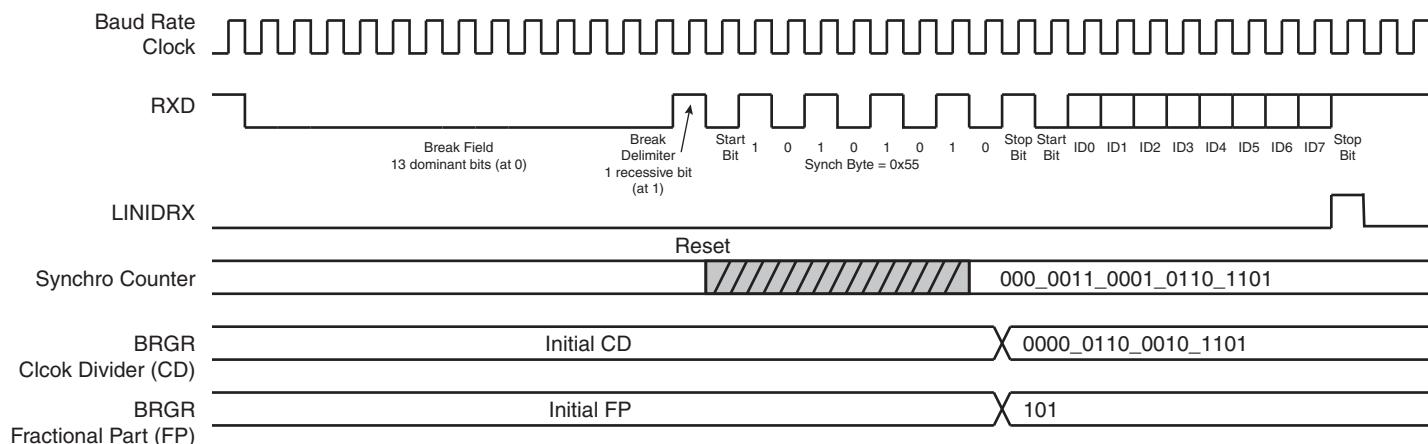 Baud Rate
Clock
RXD
Break Field
13 dominant bits (at 0)
Break
Delimiter
1 recessive bit
(at 1)
Start
Bit
1 0 1 0 1 0 1 0
Synch Byte = 0x55
Stop
Bit
Start
Bit
ID0 ID1 ID2 ID3 ID4 ID5 ID6 ID7
Stop
Bit
LINIDRX
Reset
Synchro Counter
000_0011_0001_0110_1101
BRGR
Clcok Divider (CD)
Initial CD
0000_0110_0010_1101
BRGR
Fractional Part (FP)
Initial FP
101